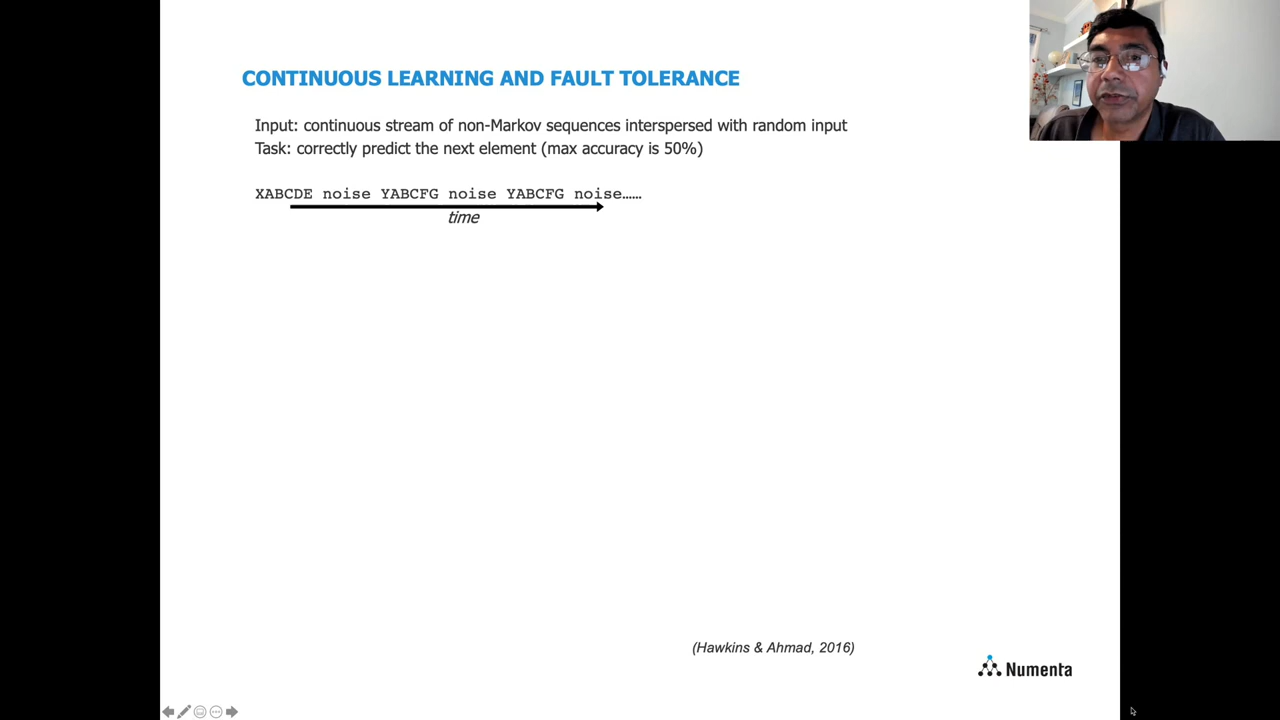 CONTINUOUS LEARNING AND FAULT TOLERANCE
Input: continuous stream of non-Markov sequences interspersed with random input
Task: correctly predict the next element (max accuracy is 50%)
XABCDE noise YABCFG noise YABCFG noise……
time
(Hawkins & Ahmad, 2016)
Numenta